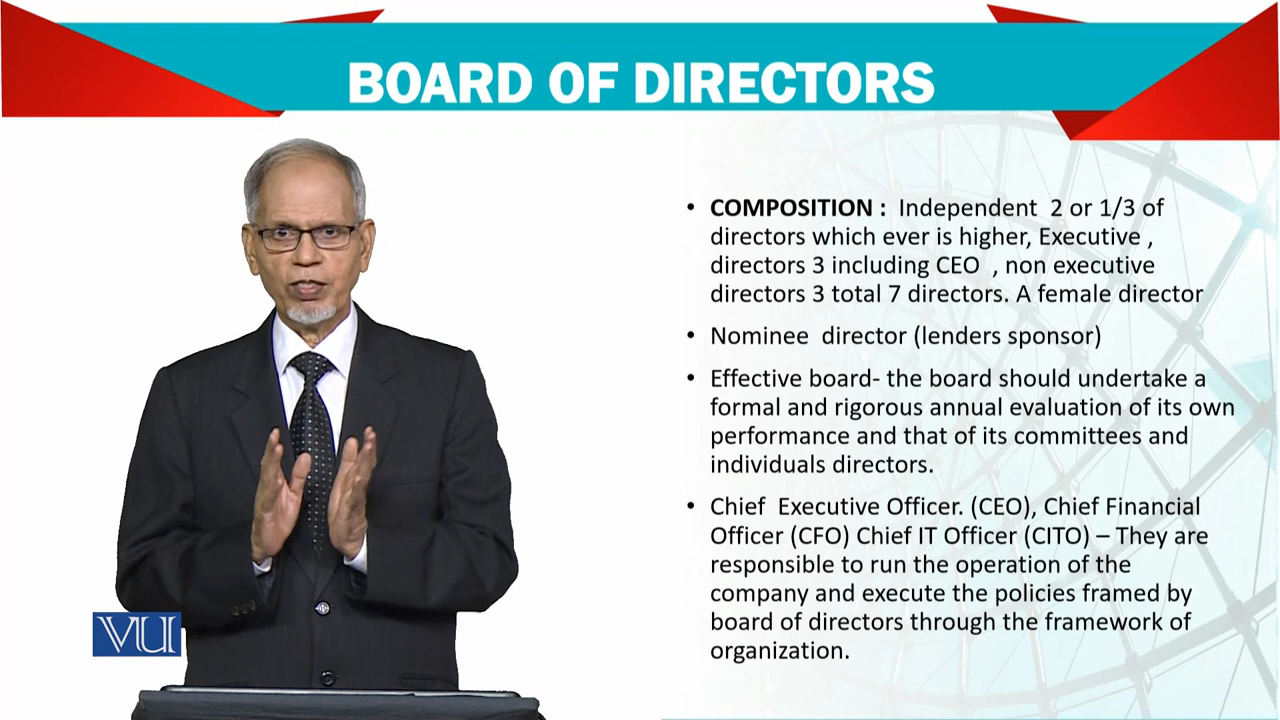 BOARD OF DIRECTORS
• COMPOSITION : Independent 2 or 1/3 of
directors which ever is higher, Executive ,
directors 3 including CEO , non executive
directors 3 total 7 directors. A female director
• Nominee director (lenders sponsor)
• Effective board- the board should undertake a
formal and rigorous annual evaluation of its own
performance and that of its committees and
individuals directors.
• Chief Executive Officer. (CEO), Chief Financial
Officer (CFO) Chief IT Officer (CITO) – They are
responsible to run the operation of the
company and execute the policies framed by
board of directors through the framework of
organization.
VU